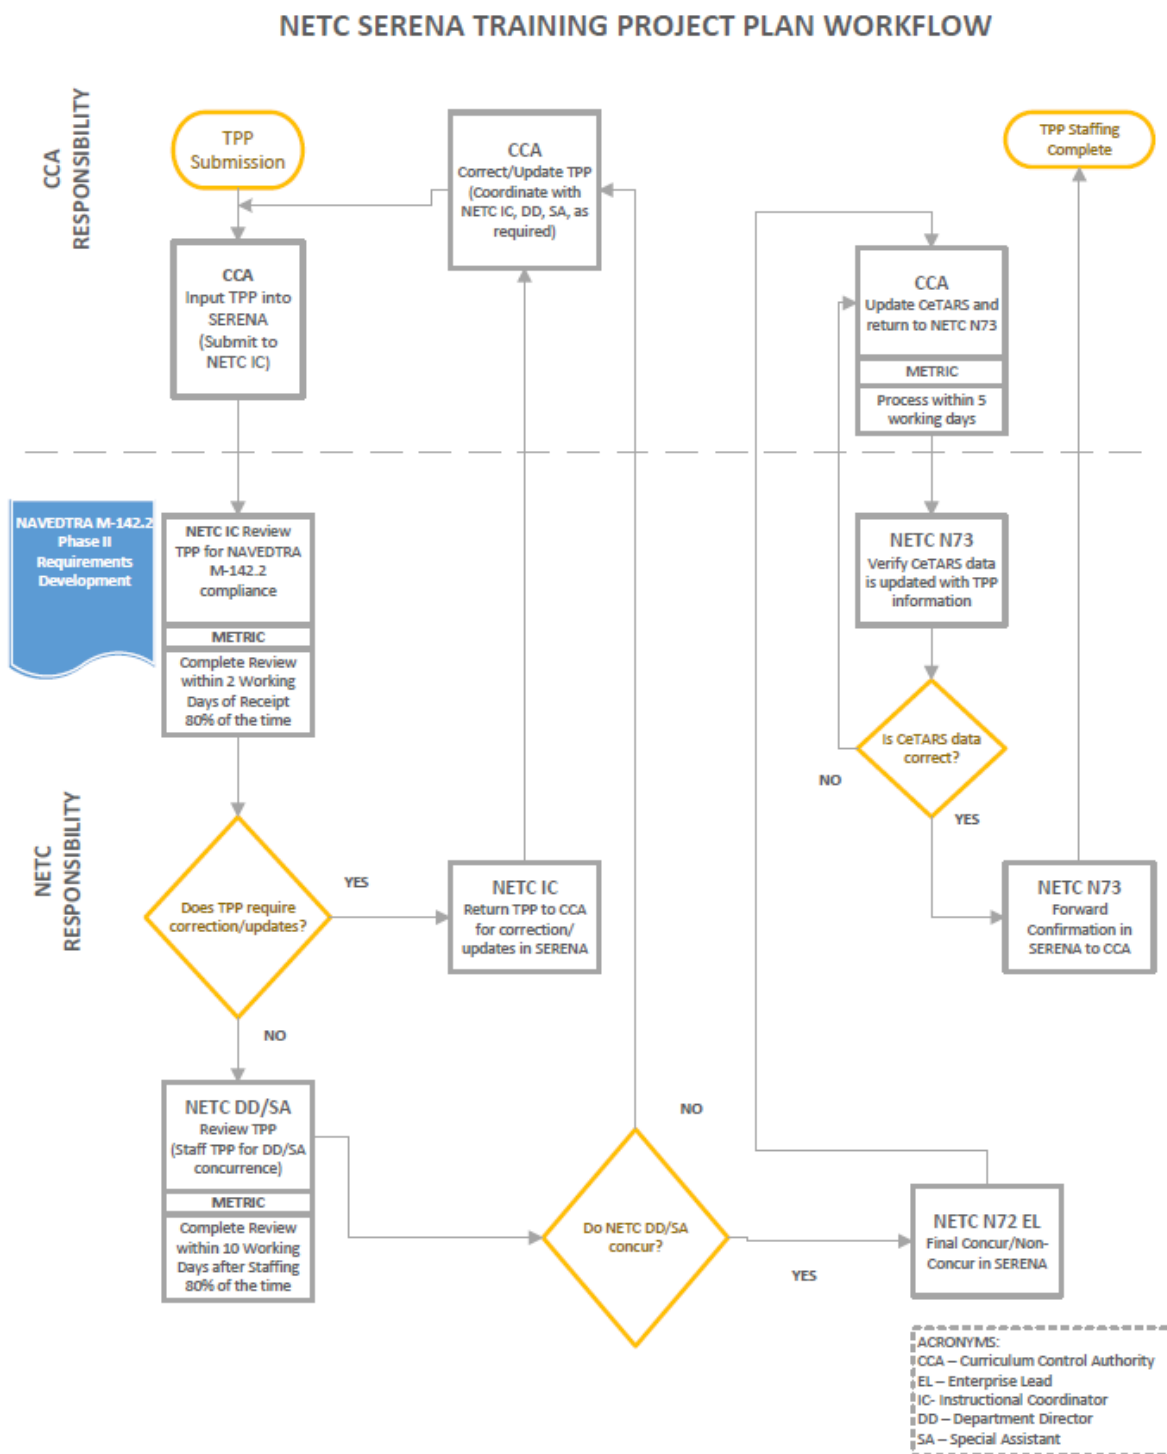 NETC SERENA TRAINING PROJECT PLAN WORKFLOW
CCA
RESPONSIBILITY
TPP
Submission
CCA
Correct/Update TPP
(Coordinate with
NETC IC, DD, SA, as
required)
TPP Staffing
Complete
CCA
Input TPP into
SERENA
(Submit to
NETC IC)
CCA
Update CeTARS and
return to NETC N73
METRIC
Process within 5
working days
NAVEDTRA M-142.2
Phase II
Requirements
Development
NETC IC Review
TPP for NAVEDTRA
M-142.2
compliance
METRIC
Complete Review
within 2 Working
Days of Receipt
80% of the time
NETC N73
Verify CeTARS data
is updated with TPP
information
Is CeTARS data
correct?
NO
YES
NETC
RESPONSIBILITY
Does TPP require
correction/updates?
YES
NETC IC
Return TPP to CCA
for correction/
updates in SERENA
NETC N73
Forward
Confirmation in
SERENA to CCA
NO
NETC DD/SA
Review TPP
(Staff TPP for DD/SA
concurrence)
METRIC
Complete Review
within 10 Working
Days after Staffing
80% of the time
NO
Do NETC DD/SA
concur?
YES
NETC N72 EL
Final Concur/Non-
Concur in SERENA
ACRONYMS:
CCA – Curriculum Control Authority
EL – Enterprise Lead
IC- Instructional Coordinator
DD – Department Director
SA – Special Assistant